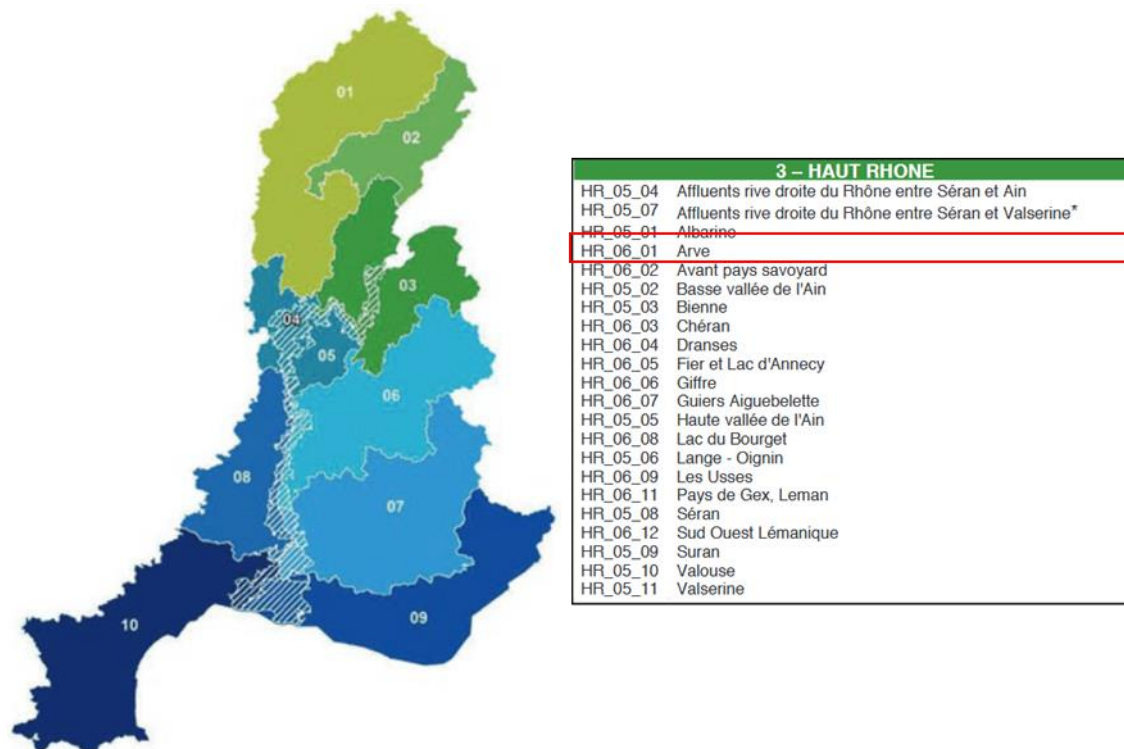 01
02
03
04
05
06
07
08
09
10
3 – HAUT RHONE
HR_05_04 Affluents rive droite du Rhône entre Séran et Ain
HR_05_07 Affluents rive droite du Rhône entre Séran et Valserine*
HR_05_01 Albarine
HR_06_01 Arve
HR_06_02 Avant pays savoyard
HR_05_02 Basse vallée de l'Ain
HR_05_03 Bienne
HR_06_03 Chéran
HR_06_04 Dranses
HR_06_05 Fier et Lac d'Annecy
HR_06_06 Giffre
HR_06_07 Guiers Aiguebelette
HR_05_05 Haute vallée de l'Ain
HR_06_08 Lac du Bourget
HR_05_06 Lange - Oignin
HR_06_09 Les Usses
HR_06_11 Pays de Gex, Leman
HR_05_08 Séran
HR_06_12 Sud Ouest Lémanique
HR_05_09 Suran
HR_05_10 Valouse
HR_05_11 Valserine